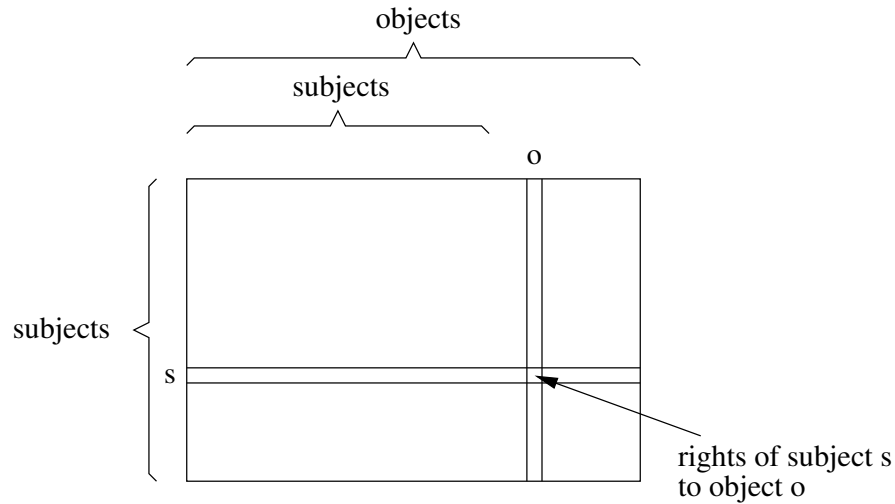 objects
subjects
o
subjects
s
rights of subject s
to object o